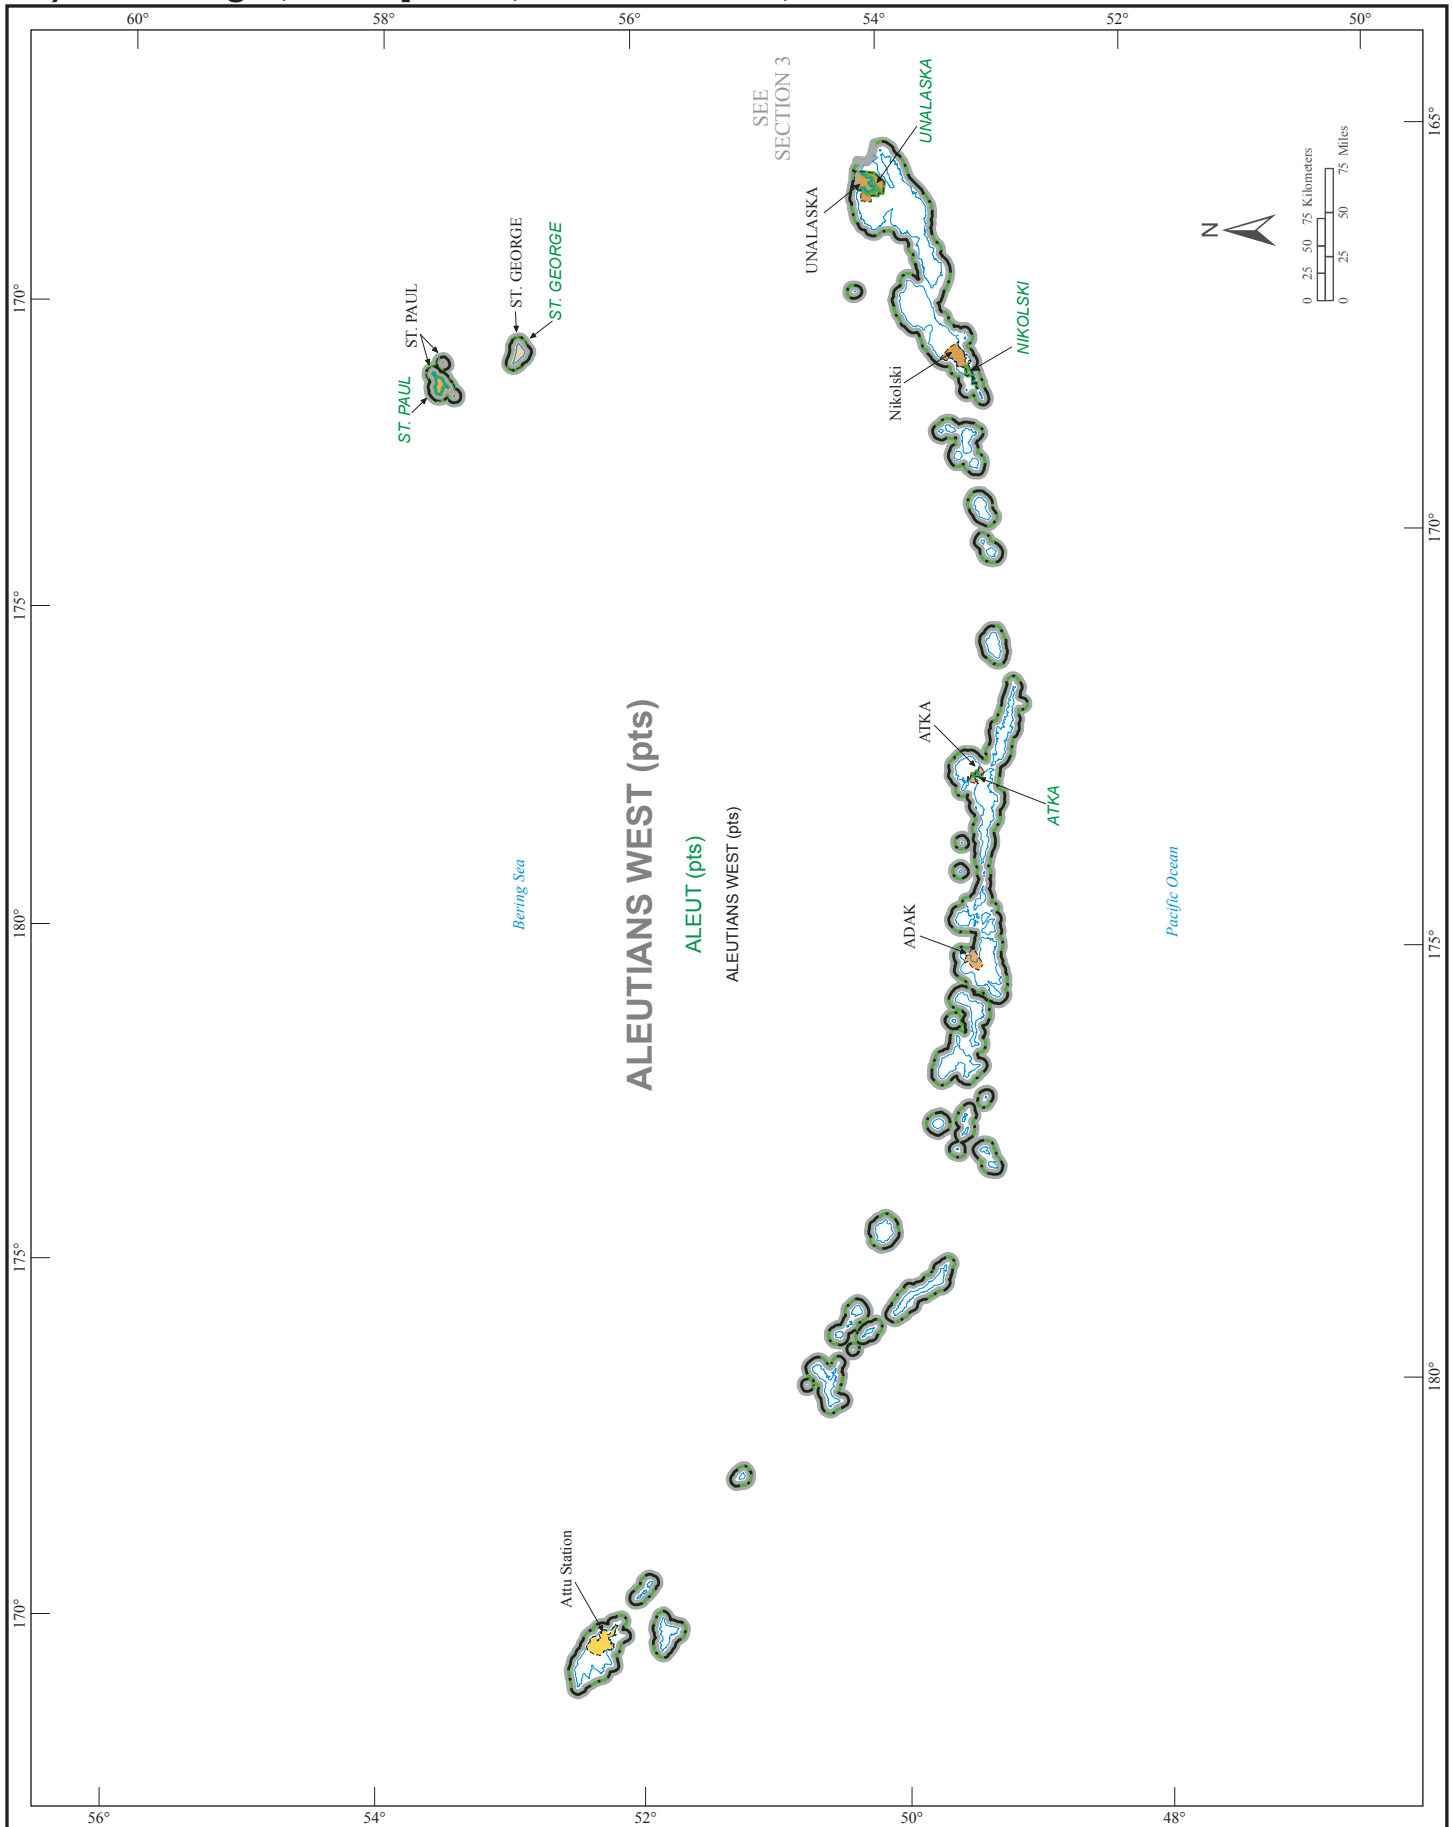 60°
58°
56°
54°
52°
50°
170°
175°
180°
175°
170°
165°
170°
175°
180°
56°
54°
52°
50°
48°
SEE
SECTION 3
UNALASKA
UNALASKA
ST. PAUL
ST. PAUL
ST. GEORGE
ST. GEORGE
Nikolski
NIKOLSKI
N
0 25 50 75 Kilometers
0 25 50 75 Miles
ALEUTIANS WEST (pts)
ALEUT (pts)
ALEUTIANS WEST (pts)
Bering Sea
Pacific Ocean
ATKA
ATKA
ADAK
Attu Station